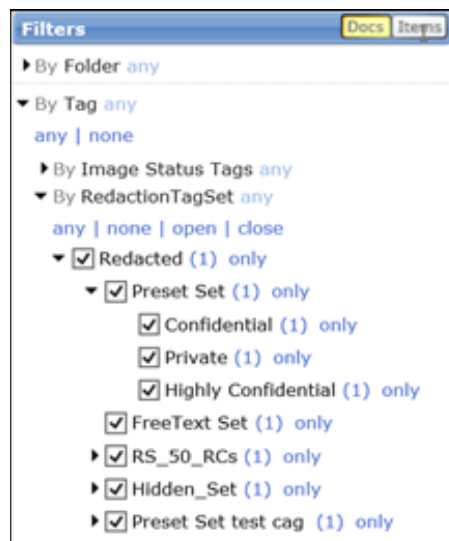 Filters Docs Items
By Folder any
By Tag any
any | none
By Image Status Tags any
By RedactionTagSet any
any | none | open | close
Redacted (1) only
Preset Set (1) only
Confidential (1) only
Private (1) only
Highly Confidential (1) only
FreeText Set (1) only
RS_50_RCs (1) only
Hidden_Set (1) only
Preset Set test cag (1) only